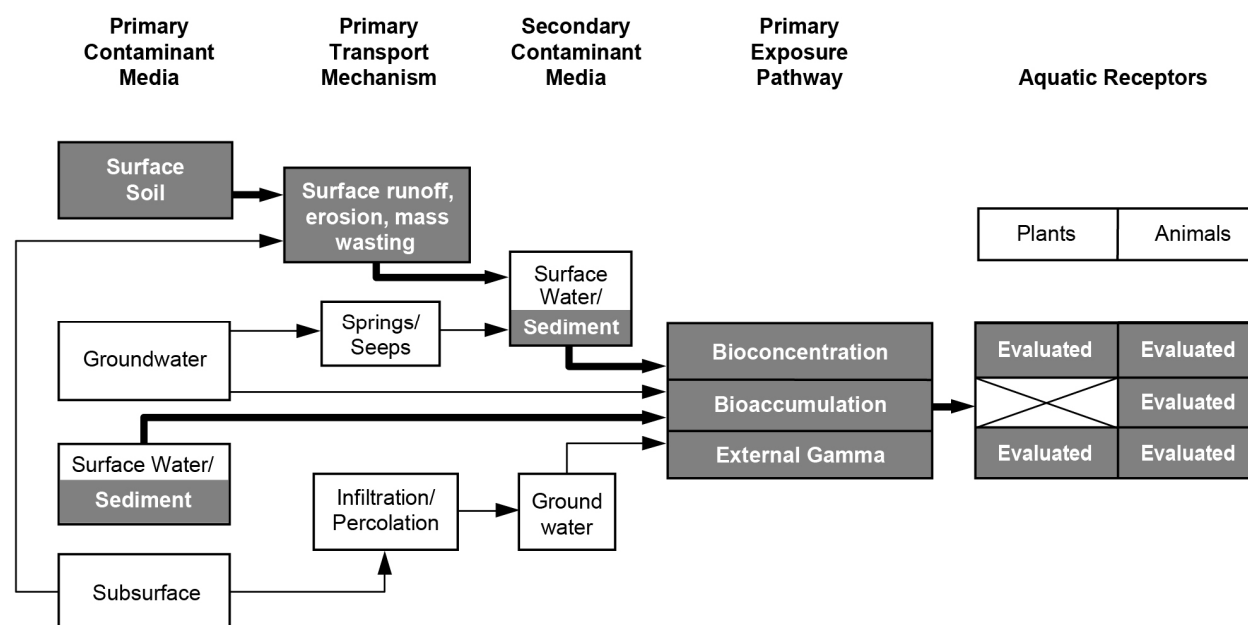 Primary
Contaminant
Media
Primary
Transport
Mechanism
Secondary
Contaminant
Media
Primary
Exposure
Pathway
Aquatic Receptors
Surface
Soil
Surface runoff,
erosion, mass
wasting
Plants
Animals
Surface
Water/
Sediment
Groundwater
Springs/
Seeps
Bioconcentration
Evaluated
Evaluated
Bioaccumulation
Evaluated
External Gamma
Evaluated
Evaluated
Surface Water/
Sediment
Infiltration/
Percolation
Ground
water
Subsurface